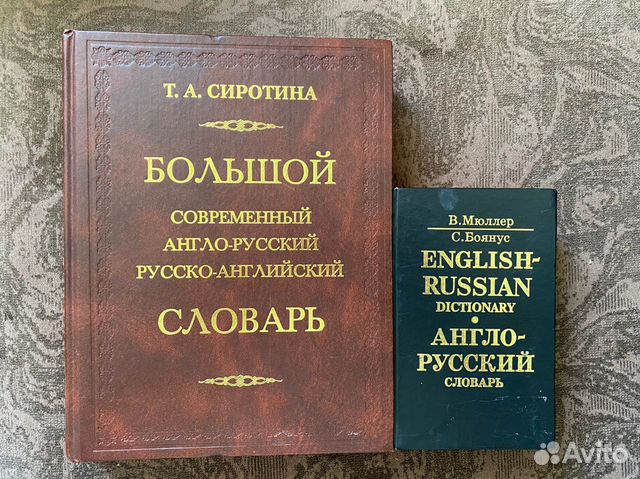 Т. А. СИРОТИНА
БОЛЬШОЙ
СОВРЕМЕННЫЙ
АНГЛО-РУССКИЙ
РУССКО-АНГЛИЙСКИЙ
СЛОВАРЬ
В. Мюллер
С. Боянус
ENGLISH-
RUSSIAN
DICTIONARY
•
АНГЛО-
РУССКИЙ
СЛОВАРЬ
Avito